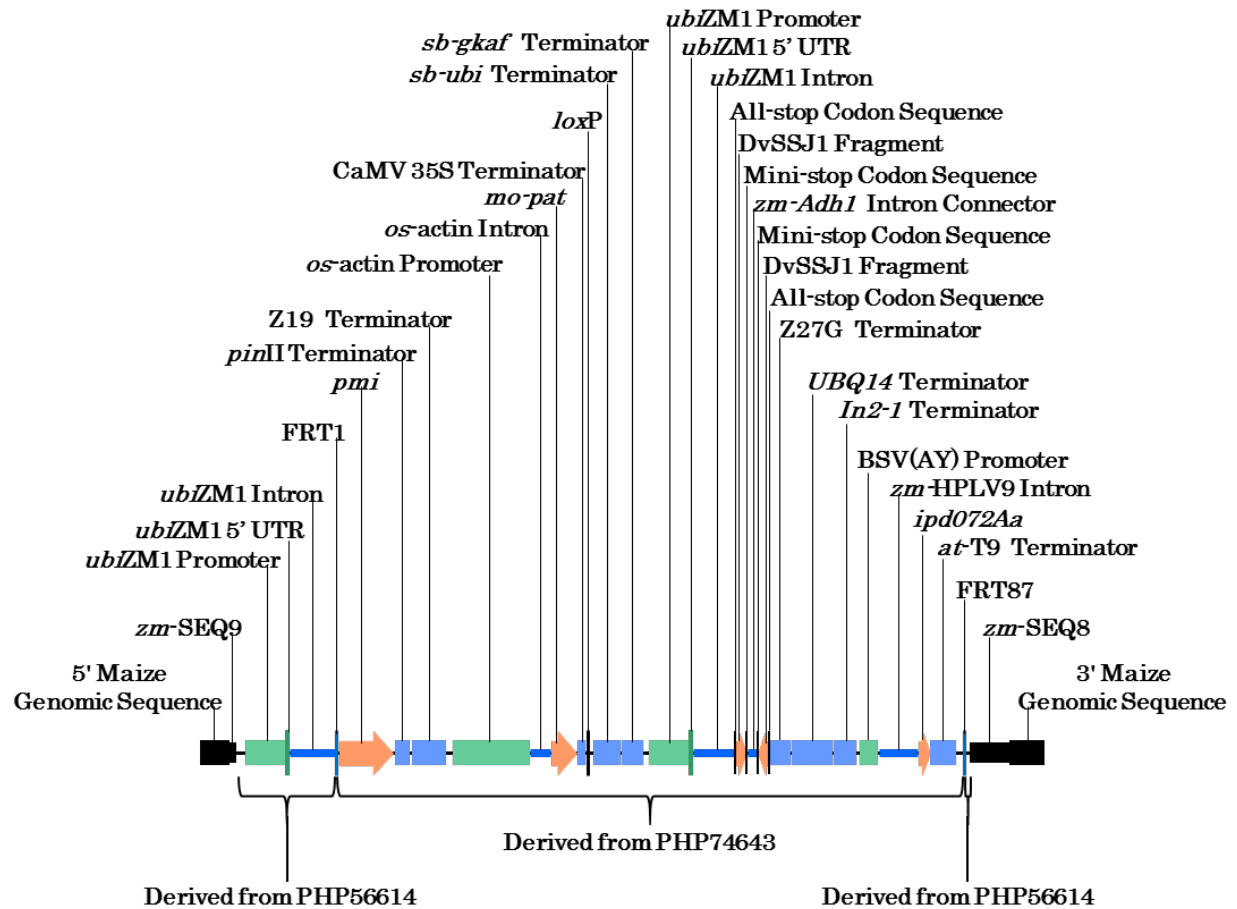 ubiZM1 Promoter
sb-gkaf Terminator
ubiZM1 5' UTR
sb-ubi Terminator
ubiZM1 Intron
All-stop Codon Sequence
loxP
DvSSJ1 Fragment
CaMV 35S Terminator
Mini-stop Codon Sequence
mo-pat
zm-Adh1 Intron Connector
os-actin Intron
Mini-stop Codon Sequence
os-actin Promoter
DvSSJ1 Fragment
All-stop Codon Sequence
Z19 Terminator
Z27G Terminator
pinII Terminator
pmi
UBQ14 Terminator
In2-1 Terminator
FRT1
BSV(AY) Promoter
ubiZM1 Intron
zm-HPLV9 Intron
ubiZM1 5' UTR
ipd072Aa
ubiZM1 Promoter
at-T9 Terminator
FRT87
zm-SEQ9
zm-SEQ8
5' Maize
Genomic Sequence
3' Maize
Genomic Sequence
Derived from PHP74643
Derived from PHP56614
Derived from PHP56614